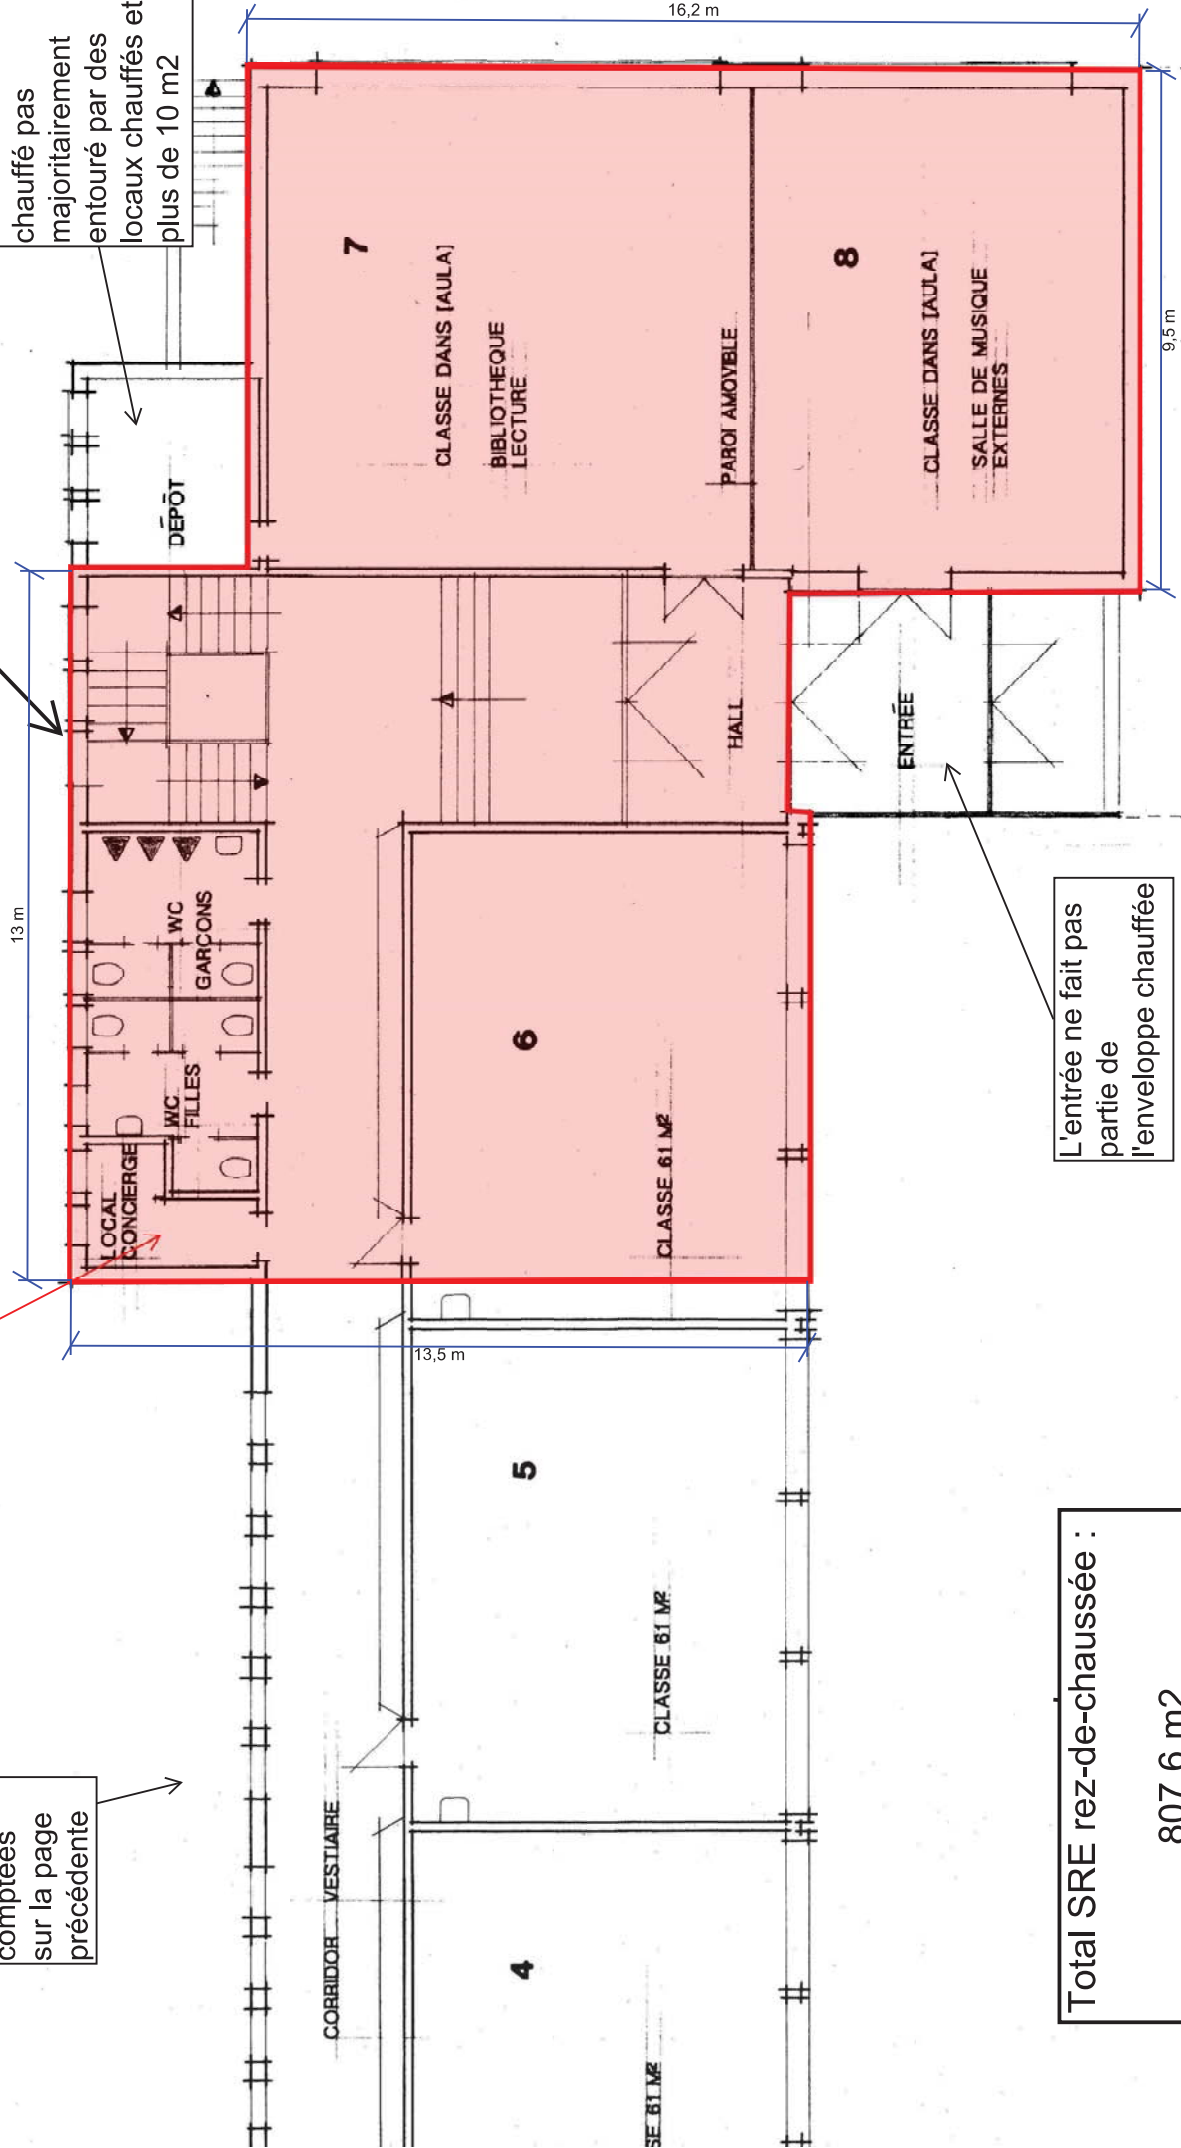 16,2 m
chauffé pas
majoritairement
entouré par des
locaux chauffés et
plus de 10 m2
9,5 m
7
CLASSE DANS [AULA]
BIBLIOTHEQUE
LECTURE
PAROI AMOVIBLE
8
CLASSE DANS [AULA]
SALLE DE MUSIQUE
EXTERNES
DÉPÔT
HALL
ENTRÉE
13 m
WC
GARCONS
WC
FILLES
LOCAL
CONCIERGE
6
CLASSE 61 M²
L'entrée ne fait pas
partie de
l'enveloppe chauffée
13,5 m
5
CLASSE 61 M²
comptées
sur la page
précédente
CORRIDOR VESTIAIRE
4
SE 61 M²
Total SRE rez-de-chaussée :
807,6 m2